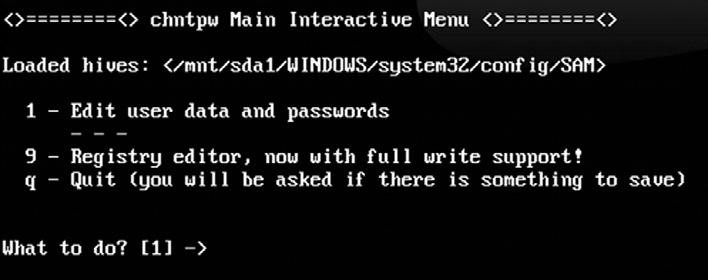 <>========<> chntpw Main Interactive Menu <>========<>
Loaded hives: </mnt/sda1/WINDOWS/system32/config/SAM>
1 - Edit user data and passwords
- - -
9 - Registry editor, now with full write support!
q - Quit (you will be asked if there is something to save)
What to do? [1] ->